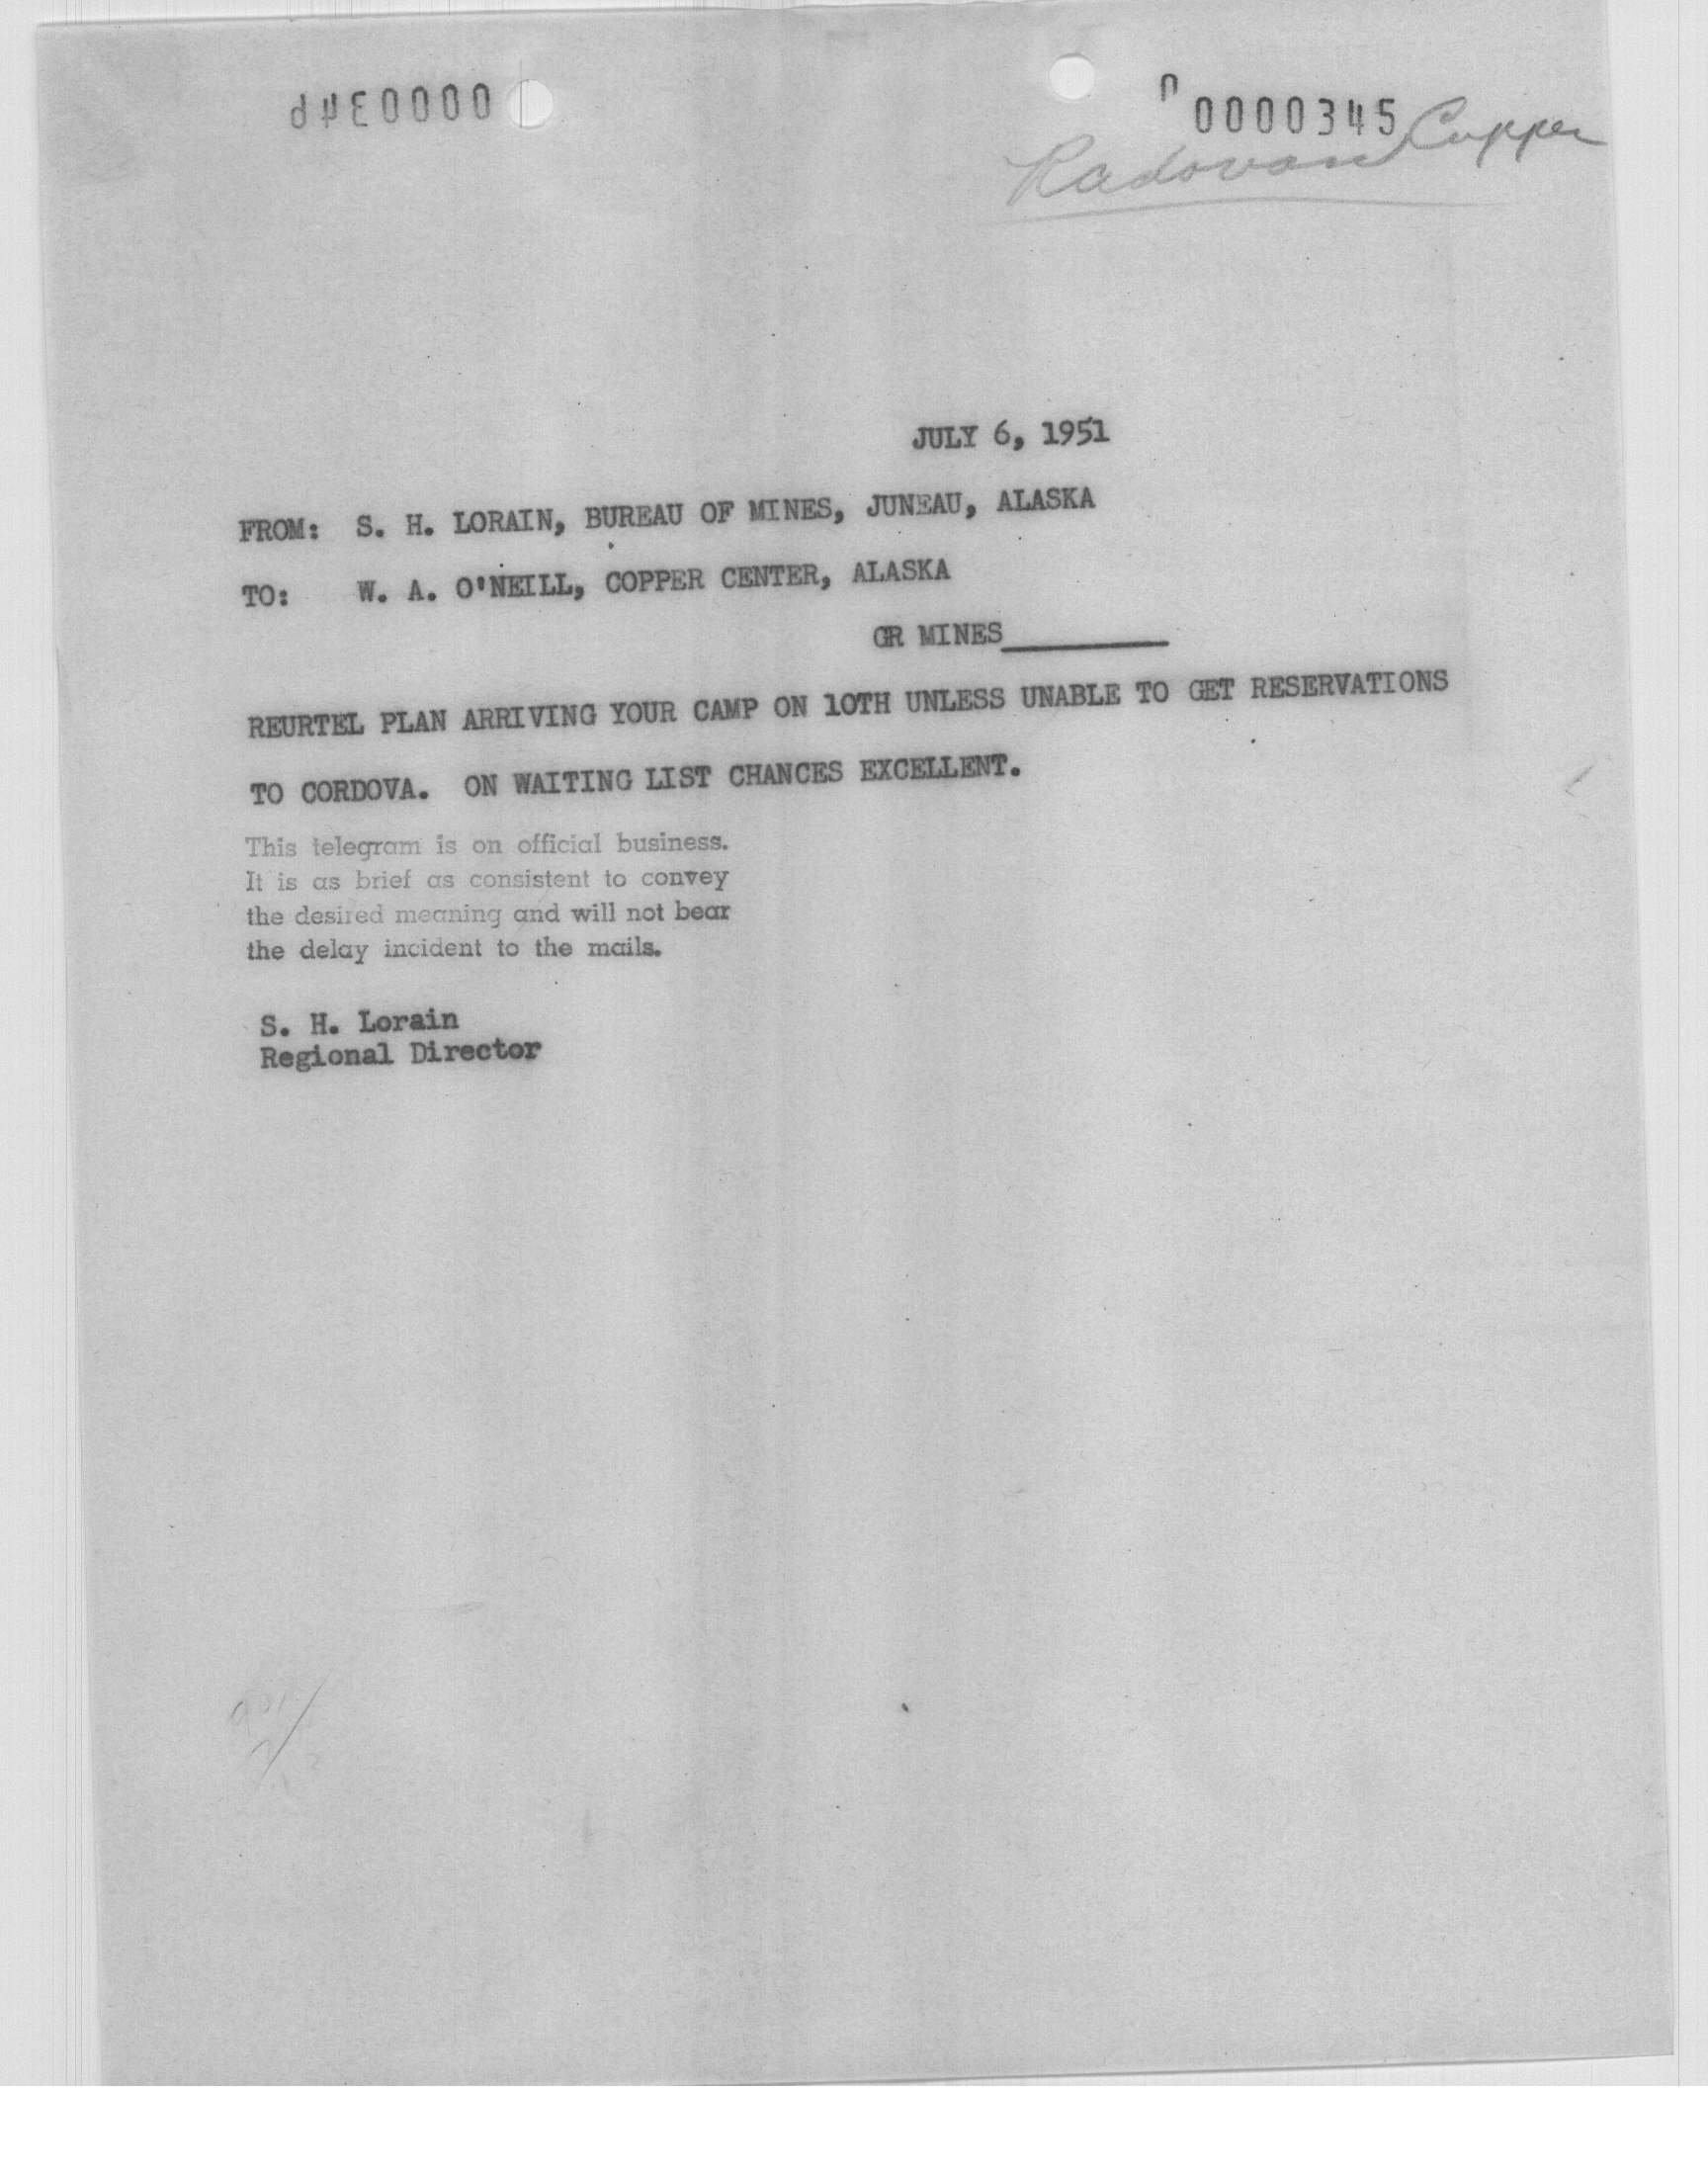 0000345
Radovan Copper
JULY 6, 1951
FROM: S. H. LORAIN, BUREAU OF MINES, JUNEAU, ALASKA
TO: W. A. O'NEILL, COPPER CENTER, ALASKA
GR MINES
REURTEL PLAN ARRIVING YOUR CAMP ON 10TH UNLESS UNABLE TO GET RESERVATIONS
TO CORDOVA. ON WAITING LIST CHANCES EXCELLENT.
This telegram is on official business.
It is as brief as consistent to convey
the desired meaning and will not bear
the delay incident to the mails.
S. H. Lorain
Regional Director